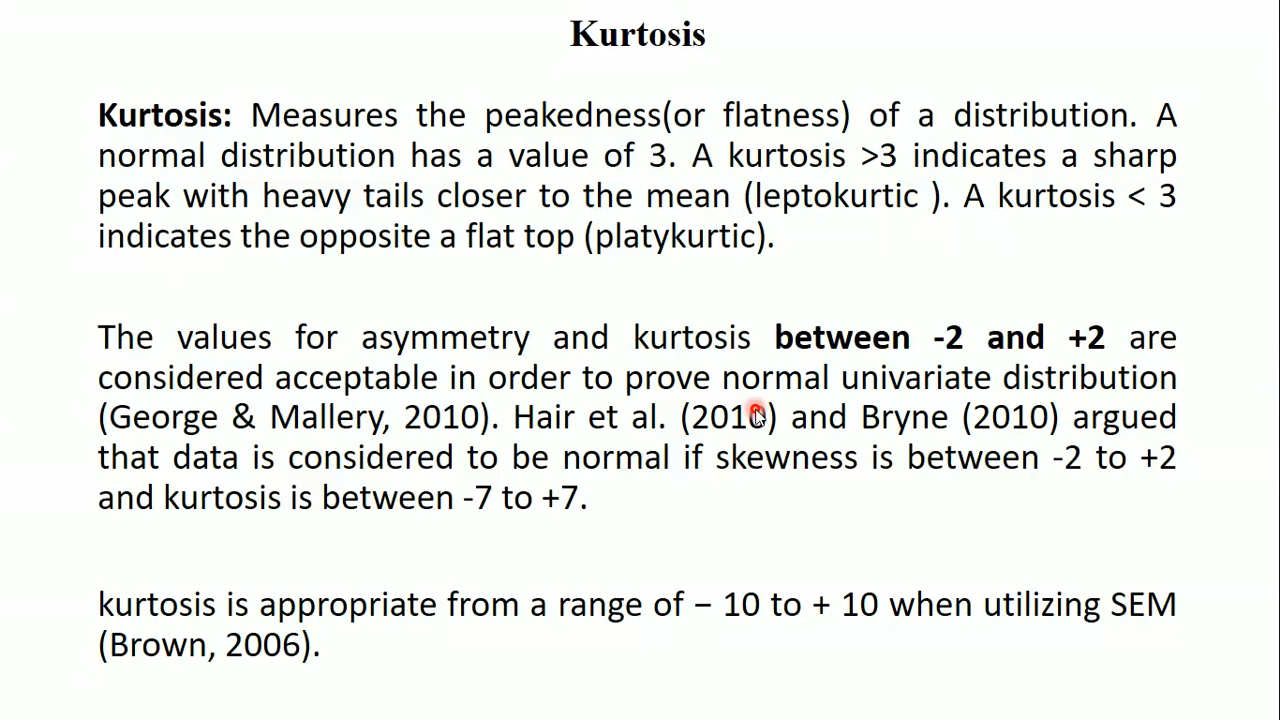 Kurtosis
Kurtosis: Measures the peakedness(or flatness) of a distribution. A
normal distribution has a value of 3. A kurtosis >3 indicates a sharp
peak with heavy tails closer to the mean (leptokurtic ). A kurtosis < 3
indicates the opposite a flat top (platykurtic).
The values for asymmetry and kurtosis between -2 and +2 are
considered acceptable in order to prove normal univariate distribution
(George & Mallery, 2010). Hair et al. (2010) and Bryne (2010) argued
that data is considered to be normal if skewness is between -2 to +2
and kurtosis is between -7 to +7.
kurtosis is appropriate from a range of − 10 to + 10 when utilizing SEM
(Brown, 2006).